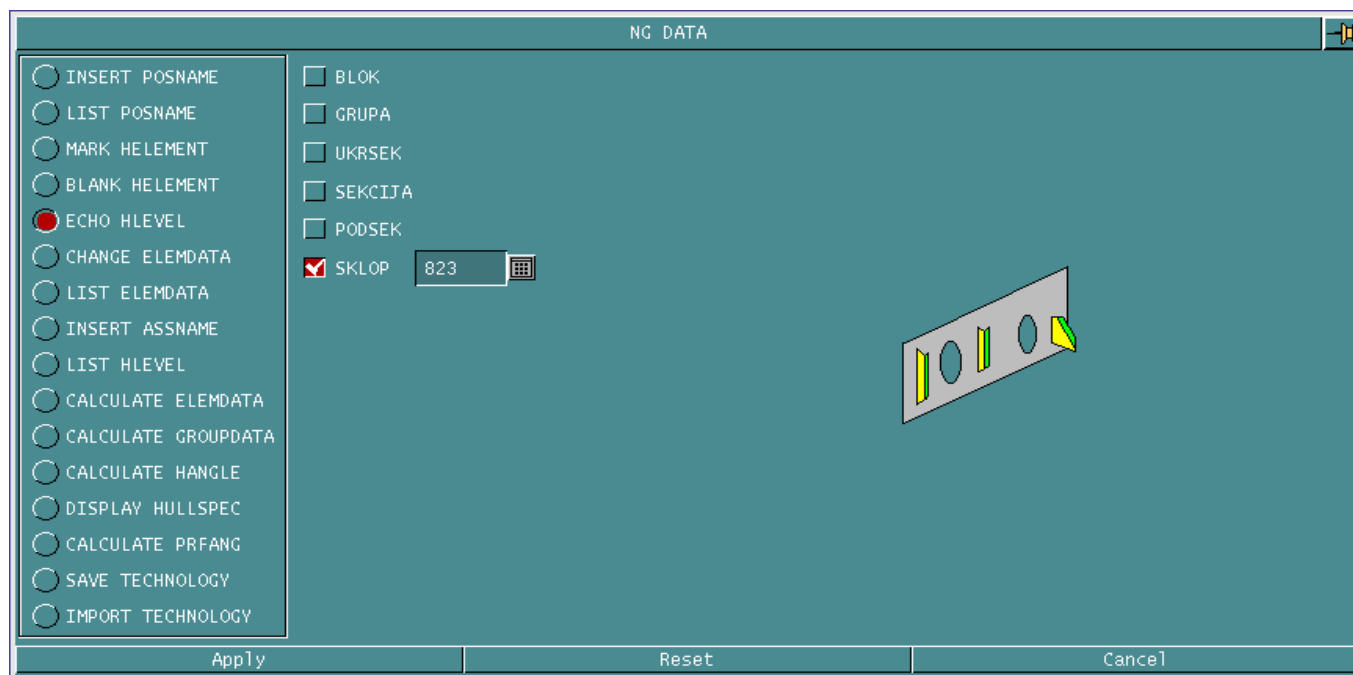 NG DATA
INSERT POSNAME
LIST POSNAME
MARK HELEMENT
BLANK HELEMENT
ECHO HLEVEL
CHANGE ELEMDATA
LIST ELEMDATA
INSERT ASSNAME
LIST HLEVEL
CALCULATE ELEMDATA
CALCULATE GROUPDATA
CALCULATE HANGLE
DISPLAY HULLSPEC
CALCULATE PRFANG
SAVE TECHNOLOGY
IMPORT TECHNOLOGY
BLOK
GRUPA
UKRSEK
SEKCIJA
PODSEK
SKLOP 823
Apply Reset Cancel